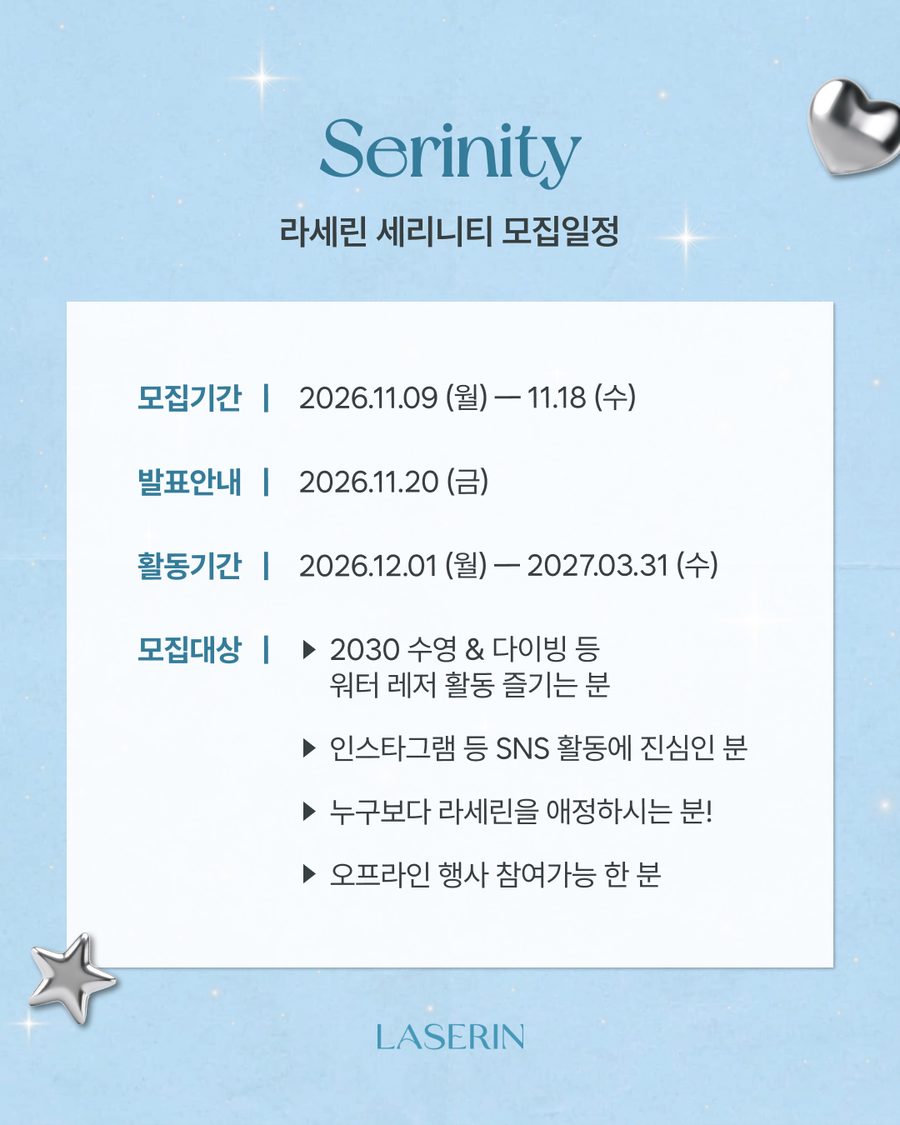 Serinity
라세린 세리니티 모집일정
모집기간 | 2026.11.09 (월) — 11.18 (수)
발표안내 | 2026.11.20 (금)
활동기간 | 2026.12.01 (월) — 2027.03.31 (수)
모집대상 | ▶ 2030 수영 & 다이빙 등
워터 레저 활동 즐기는 분
▶ 인스타그램 등 SNS 활동에 진심인 분
▶ 누구보다 라세린을 애정하시는 분!
▶ 오프라인 행사 참여가능 한 분
LASERIN